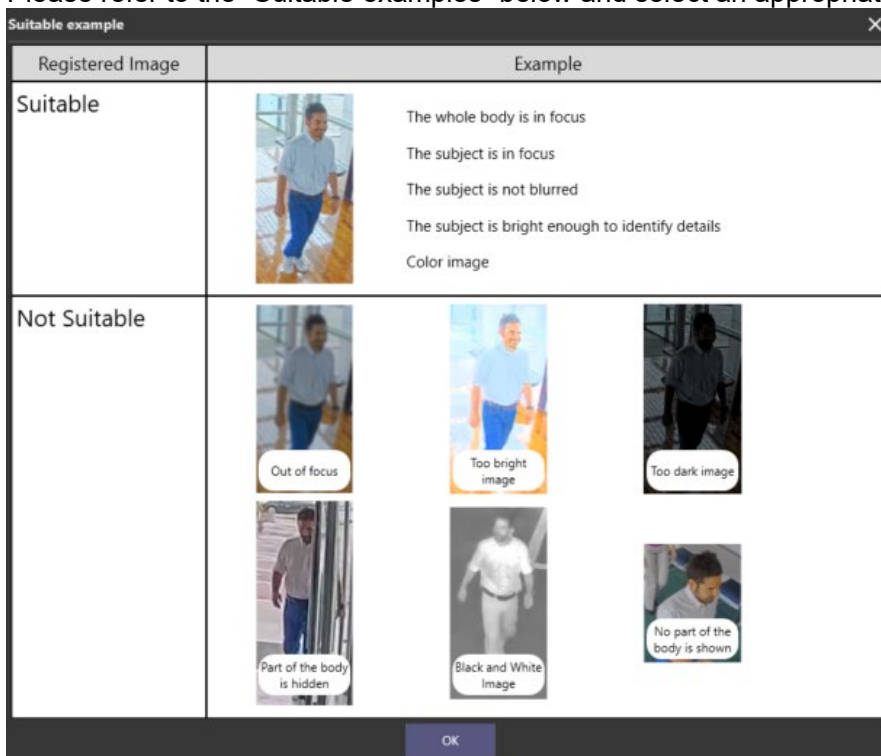 Please refer to the "Suitable examples" below and select an appropriat
Suitable example
Registered Image
Example
Suitable
The whole body is in focus
The subject is in focus
The subject is not blurred
The subject is bright enough to identify details
Color image
Not Suitable
Out of focus
Too bright
image
Too dark image
Part of the body
is hidden
Black and White
Image
No part of the
body is shown
OK